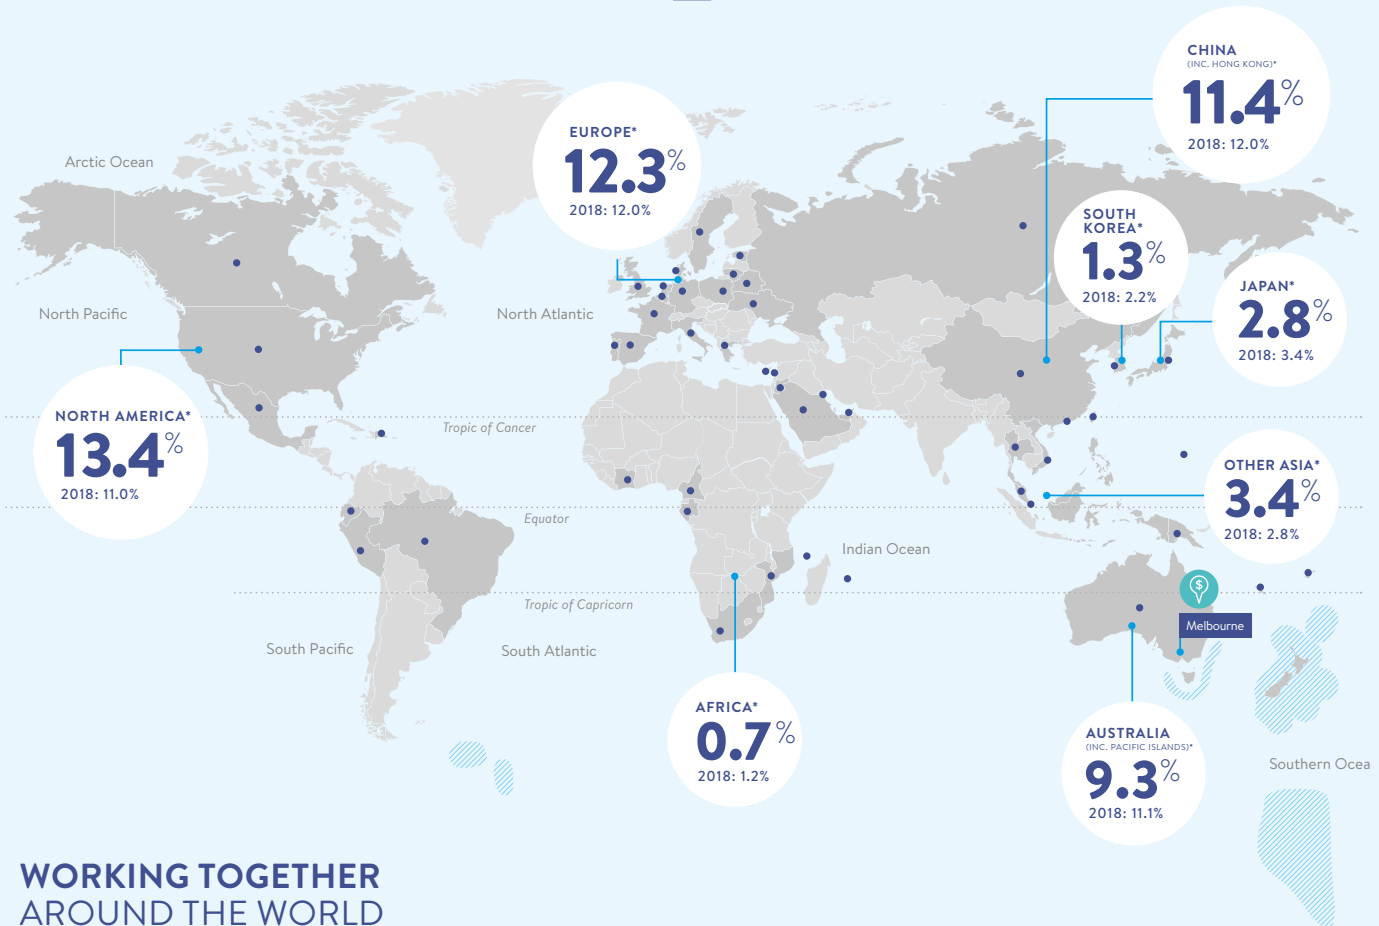 CHINA
(INC. HONG KONG)*
11.4%
2018: 12.0%
EUROPE*
12.3%
2018: 12.0%
Arctic Ocean
SOUTH
KOREA*
1.3%
2018: 2.2%
JAPAN*
2.8%
2018: 3.4%
North Pacific
North Atlantic
NORTH AMERICA*
13.4%
2018: 11.0%
Tropic of Cancer
OTHER ASIA*
3.4%
2018: 2.8%
Equator
Indian Ocean
$
Tropic of Capricorn
Melbourne
South Pacific
South Atlantic
AFRICA*
0.7%
2018: 1.2%
AUSTRALIA
(INC. PACIFIC ISLANDS)*
9.3%
2018: 11.1%
Southern Ocea
WORKING TOGETHER
AROUND THE WORLD